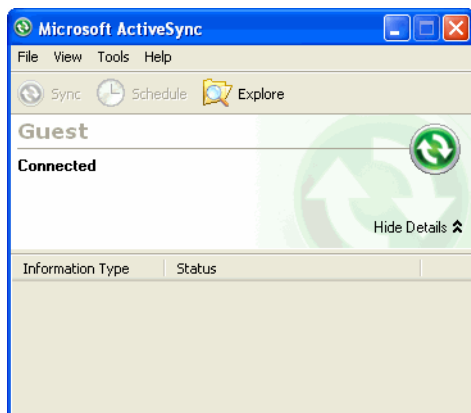 Microsoft ActiveSync
File View Tools Help
Sync Schedule Explore
Guest
Connected
Hide Details
Information Type Status